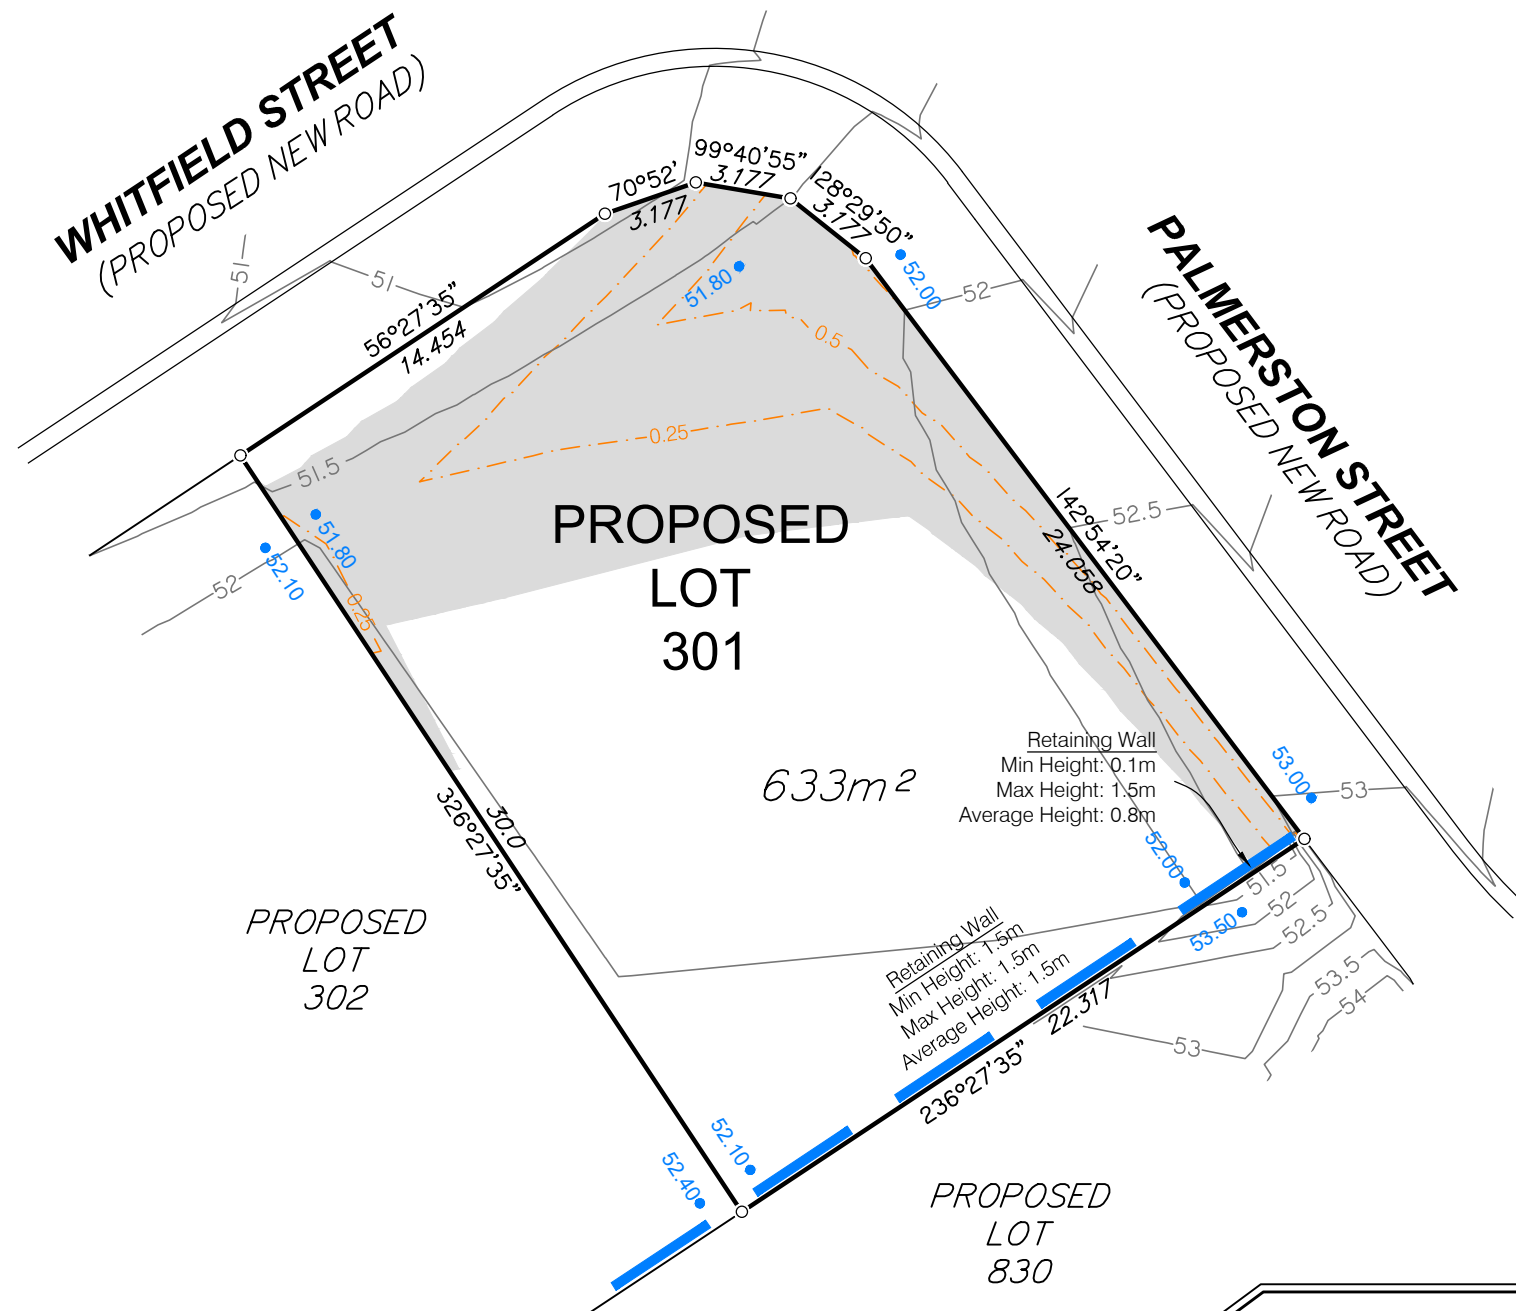 WHITFIELD STREET
(PROPOSED NEW ROAD)
PALMERSTON STREET
(PROPOSED NEW ROAD)
99°40'55"
3.177
70°52'
3.177
128°29'50"
3.177
56°27'35"
14.454
51
51
51.80
52.00
52
0.5
0.25
51.5
52.5
142°54'20"
24.058
51.80
52.10
52
0.25
PROPOSED
LOT
301
633m²
Retaining Wall
Min Height: 0.1m
Max Height: 1.5m
Average Height: 0.8m
53.00
53
52.00
51.5
52
52.5
53.50
53.5
54
53
30.0
326°27'35"
PROPOSED
LOT
302
Retaining Wall
Min Height: 1.5m
Max Height: 1.5m
Average Height: 1.5m
22.317
236°27'35"
52.10
52.40
PROPOSED
LOT
830